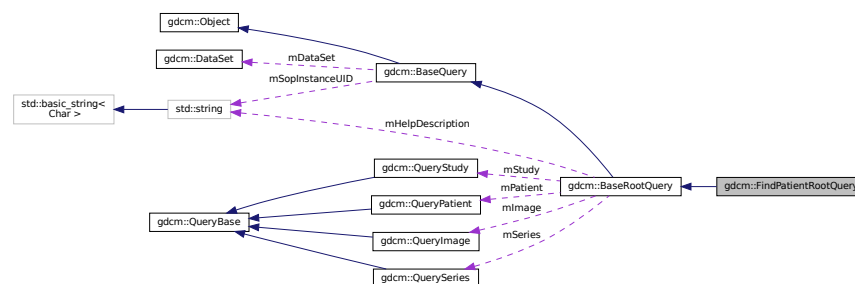 gdcm::Object
gdcm::DataSet
mDataSet
gdcm::BaseQuery
mSopInstanceUID
std::basic_string<
Char >
std::string
mHelpDescription
gdcm::QueryStudy
mStudy
gdcm::BaseRootQuery
gdcm::FindPatientRootQuery
mPatient
gdcm::QueryPatient
mImage
gdcm::QueryBase
gdcm::QueryImage
mSeries
gdcm::QuerySeries